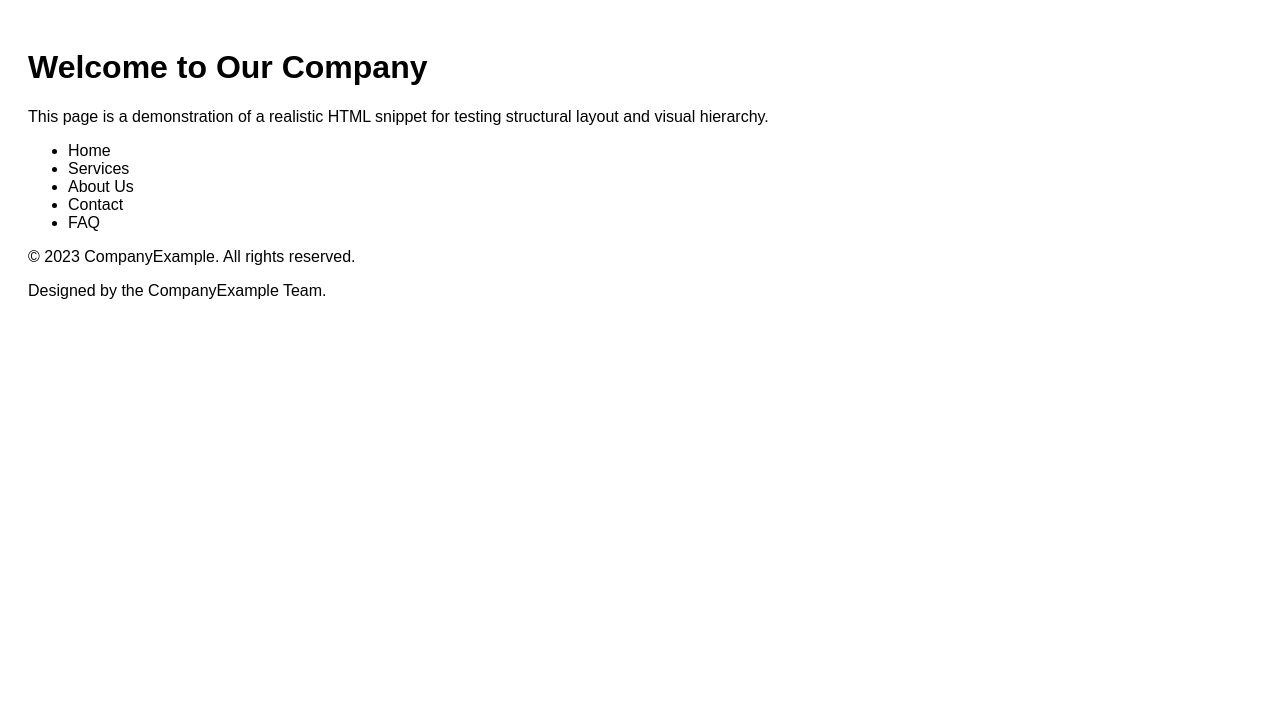 Welcome to Our Company
This page is a demonstration of a realistic HTML snippet for testing structural layout and visual hierarchy.
• Home
• Services
• About Us
• Contact
• FAQ
© 2023 CompanyExample. All rights reserved.
Designed by the CompanyExample Team.